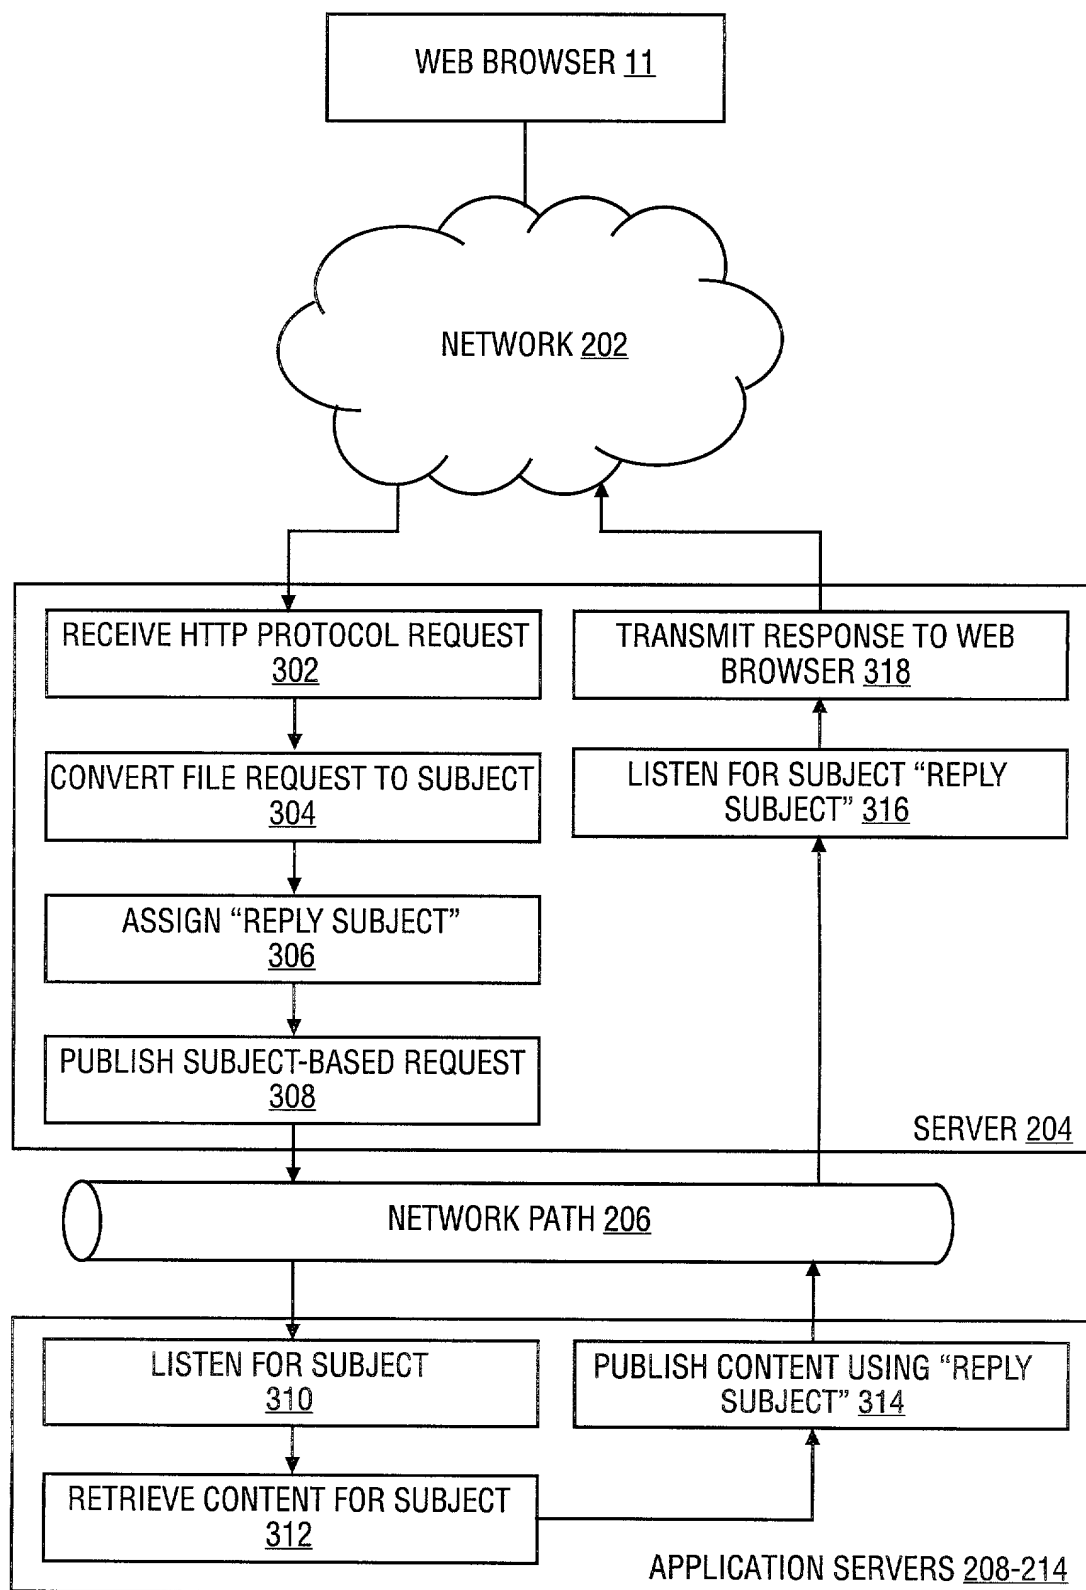 WEB BROWSER 11
NETWORK 202
RECEIVE HTTP PROTOCOL REQUEST
302
CONVERT FILE REQUEST TO SUBJECT
304
ASSIGN “REPLY SUBJECT”
306
PUBLISH SUBJECT-BASED REQUEST
308
TRANSMIT RESPONSE TO WEB
BROWSER 318
LISTEN FOR SUBJECT “REPLY
SUBJECT” 316
SERVER 204
NETWORK PATH 206
LISTEN FOR SUBJECT
310
RETRIEVE CONTENT FOR SUBJECT
312
PUBLISH CONTENT USING “REPLY
SUBJECT” 314
APPLICATION SERVERS 208-214